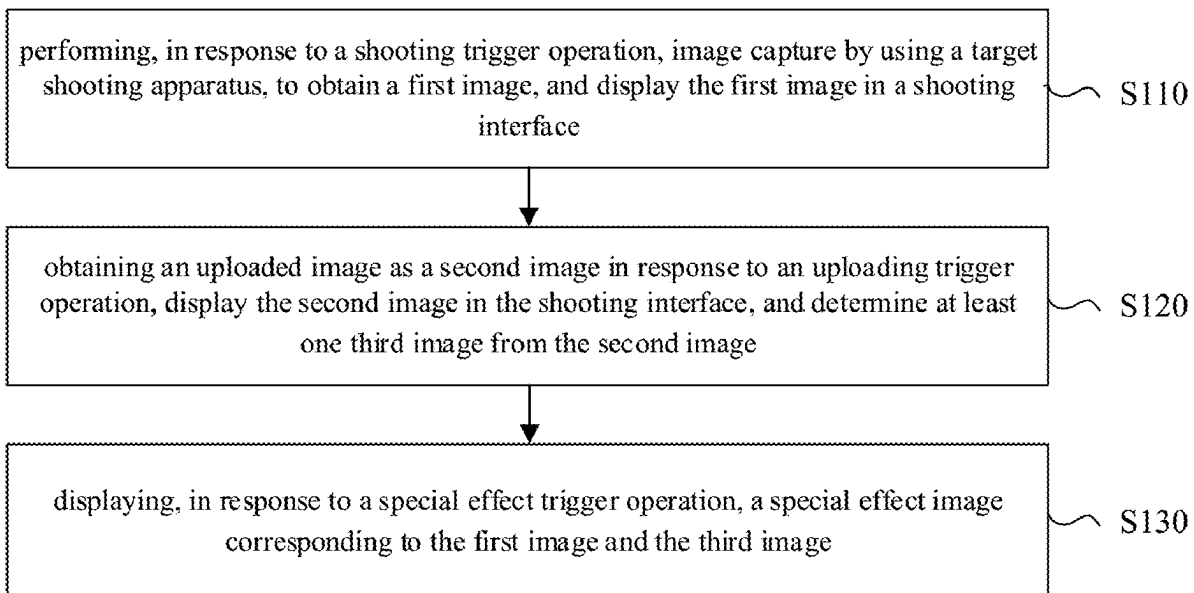 performing, in response to a shooting trigger operation, image capture by using a target
shooting apparatus, to obtain a first image, and display the first image in a shooting
interface
S110
obtaining an uploaded image as a second image in response to an uploading trigger
operation, display the second image in the shooting interface, and determine at least
one third image from the second image
S120
displaying, in response to a special effect trigger operation, a special effect image
corresponding to the first image and the third image
S130